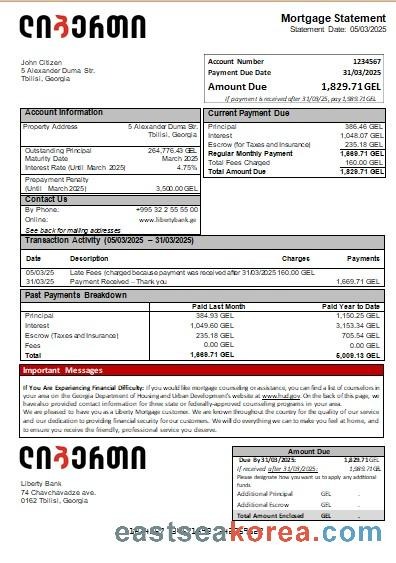 ლიბერთი
Mortgage Statement
Statement Date: 05/03/2025
John Citizen
5 Alexander Duma Str.
Tbilisi, Georgia
Account Number 1234567
Payment Due Date 31/03/2025
Amount Due 1,829.71 GEL
If payment is received after 31/03/25, pay 1,989.71 GEL
Account Information
Property Address 5 Alexander Duma Str.
Tbilisi, Georgia
Outstanding Principal 264,776.43 GEL
Maturity Date March 2025
Interest Rate (Until March 2025) 4.75%
Prepayment Penalty
(Until March 2025) 3,500.00 GEL
Contact Us
By Phone: +995 32 2 55 55 00
Online: www.libertybank.ge
See back for mailing addresses
Current Payment Due
Principal 386.46 GEL
Interest 1,048.07 GEL
Escrow (for Taxes and Insurance) 235.18 GEL
Regular Monthly Payment 1,669.71 GEL
Total Fees Charged 160.00 GEL
Total Amount Due 1,829.71 GEL
Transaction Activity (05/03/2025 – 31/03/2025)
Date Description Charges Payments
05/03/25 Late Fees (charged because payment was received after 31/03/2025 160.00 GEL
31/03/25 Payment Received – Thank you 1,669.71 GEL
Past Payments Breakdown
Paid Last Month Paid Year to Date
Principal 384.93 GEL 1,150.25 GEL
Interest 1,049.60 GEL 3,153.34 GEL
Escrow (Taxes and Insurance) 235.18 GEL 705.54 GEL
Fees 0.00 GEL 0.00 GEL
Total 1,669.71 GEL 5,009.13 GEL
Important Messages
If You Are Experiencing Financial Difficulty: If you would like mortgage counseling or assistance, you can find a list of counselors in
your area on the Georgia Department of Housing and Urban Development's website at www.hud.gov. On the back of this page, we
have also provided contact information for three state or federally-approved counseling programs in your area.
We are pleased to have you as a Liberty Mortgage customer. We are known throughout the country for the quality of our service
and our dedication to providing financial security for our customers. We will do everything we can to make you feel at home, and
to ensure you receive the friendly, professional service you deserve.
ლიბერთი
Liberty Bank
74 Chavchavadze ave.
0162 Tbilisi, Georgia
Amount Due
Due By 31/03/2025: 1,829.71 GEL
If received after 31/03/2025: 1,989.71 GEL
Please designate how you want us to apply any additional
funds.
Additional Principal GEL .
Additional Escrow GEL .
Total Amount Enclosed GEL .
eastseakorea.com